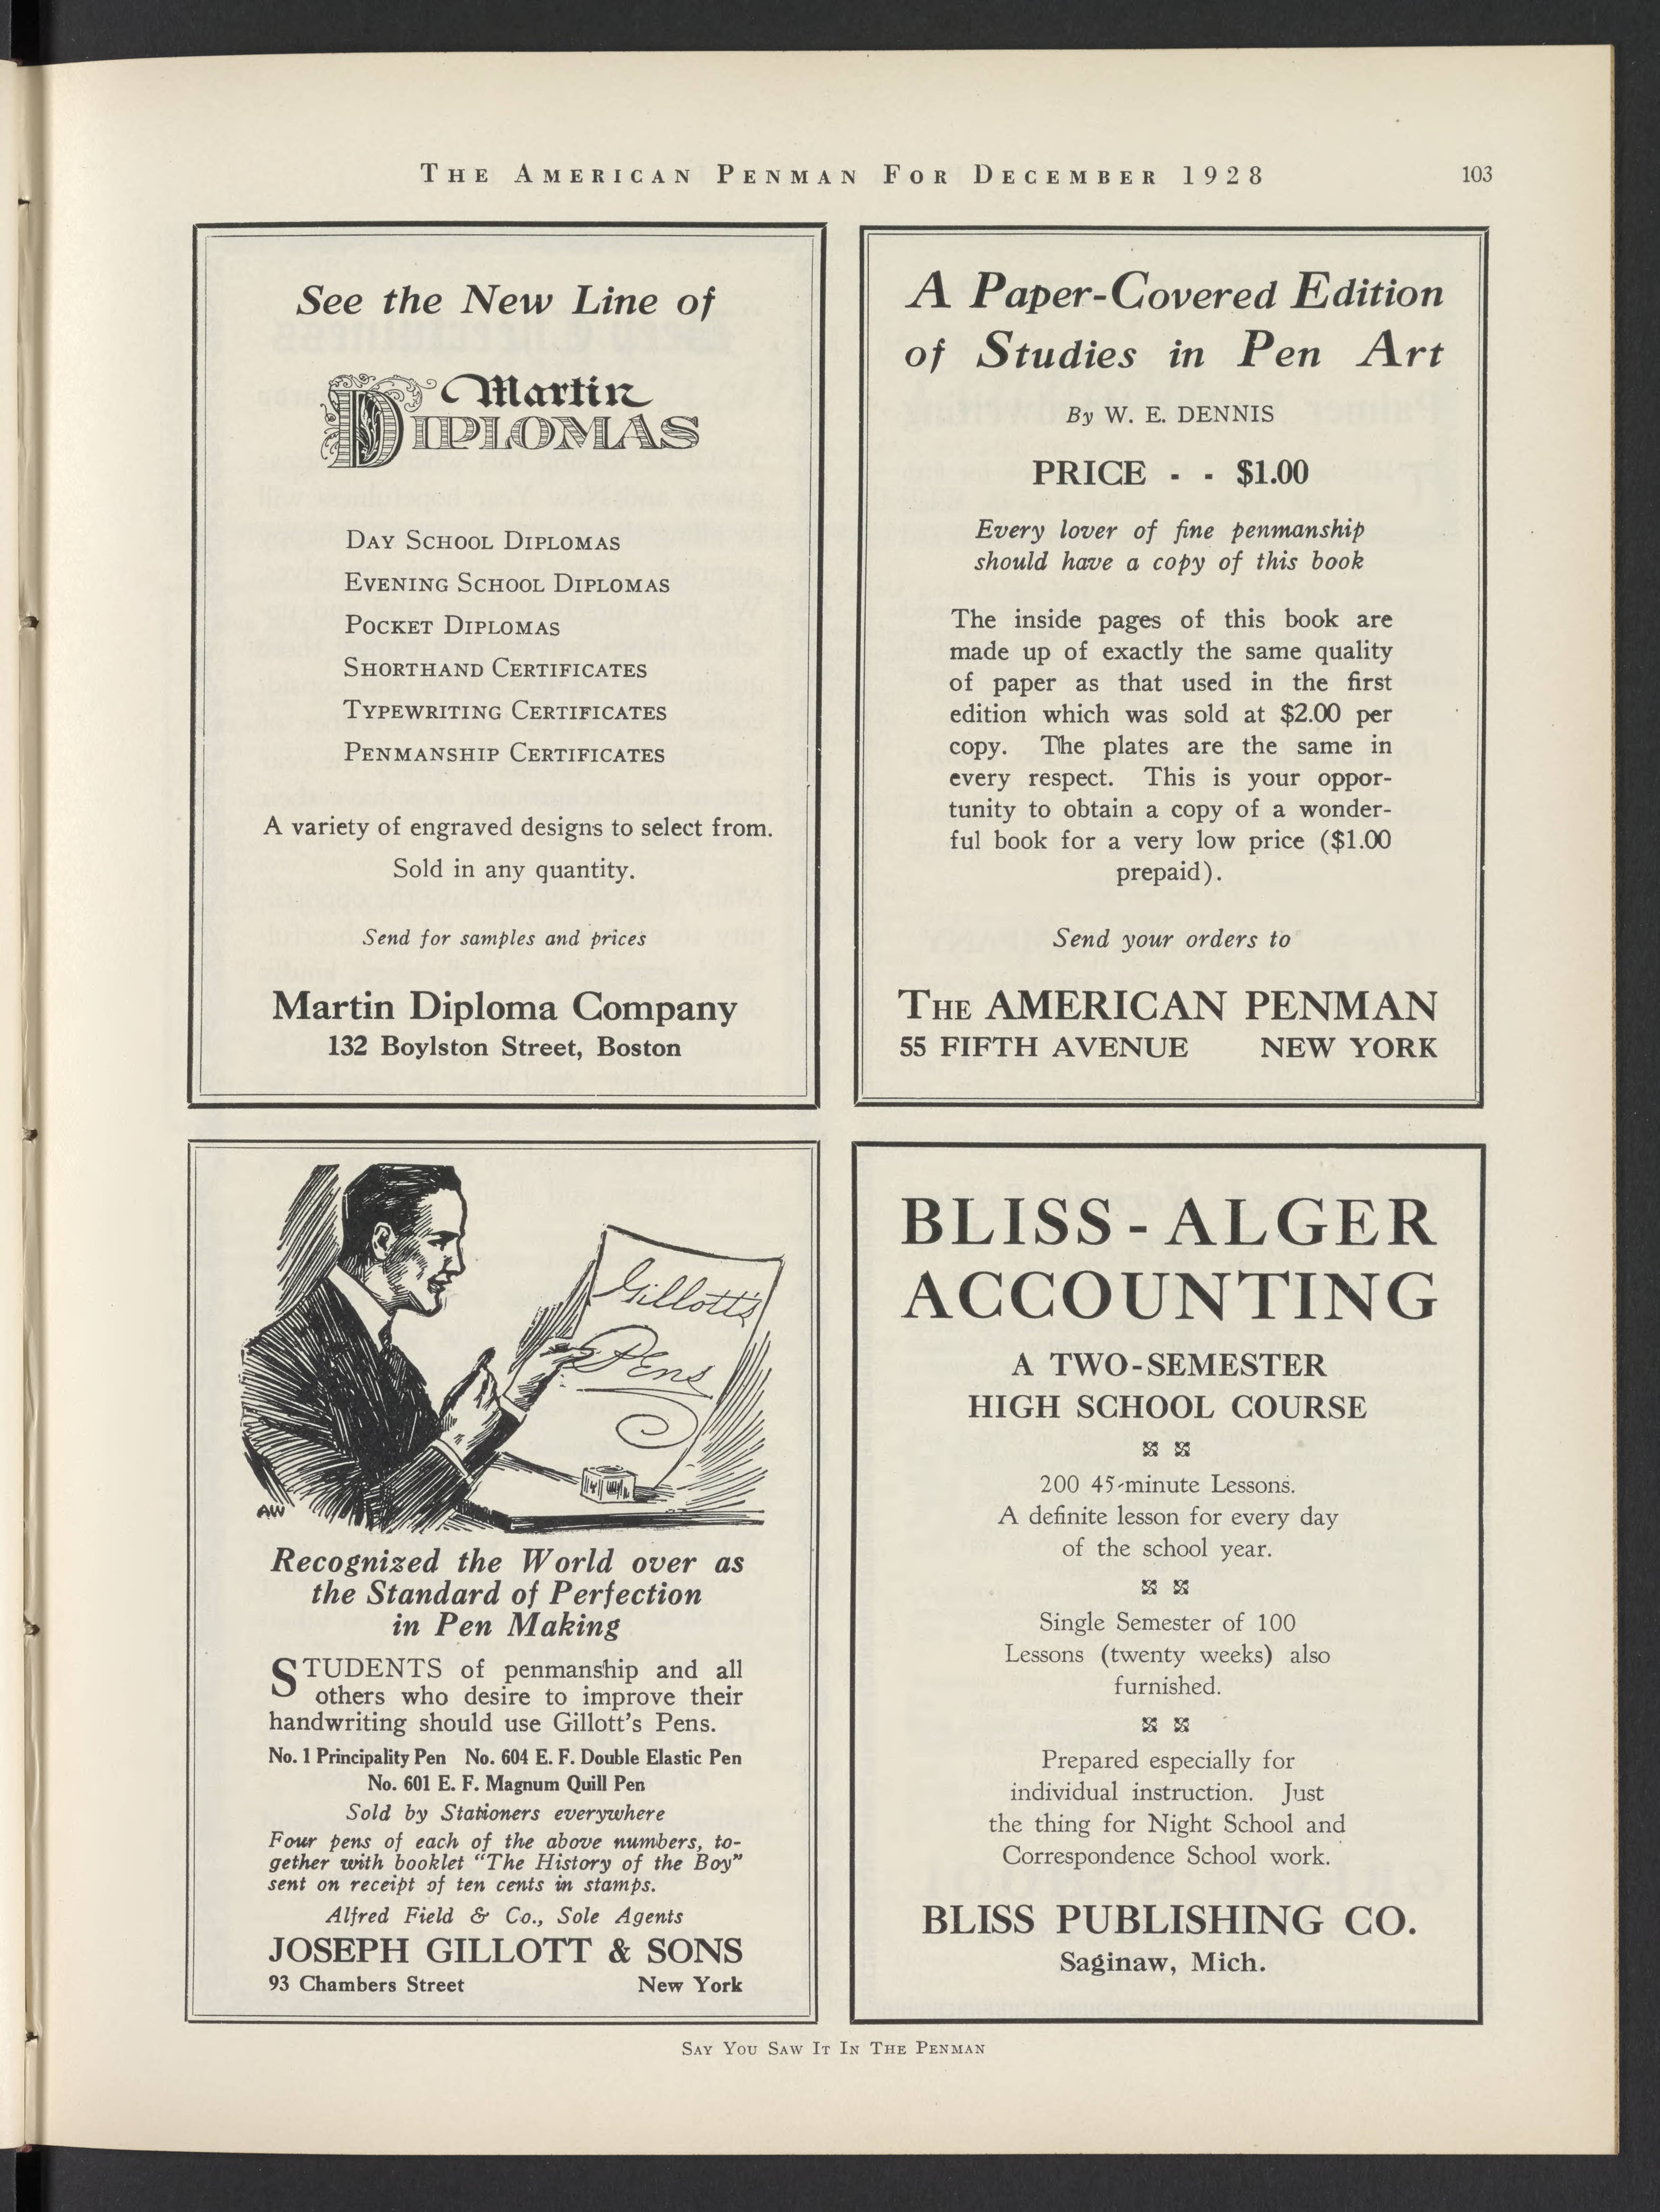 The American Penman For December 1928 103
See the New Line of
Martin
DIPLOMAS
Day School Diplomas
Evening School Diplomas
Pocket Diplomas
Shorthand Certificates
Typewriting Certificates
Penmanship Certificates
A variety of engraved designs to select from.
Sold in any quantity.
Send for samples and prices
Martin Diploma Company
132 Boylston Street, Boston
A Paper-Covered Edition
of Studies in Pen Art
By W. E. DENNIS
PRICE - - $1.00
Every lover of fine penmanship
should have a copy of this book
The inside pages of this book are
made up of exactly the same quality
of paper as that used in the first
edition which was sold at $2.00 per
copy. The plates are the same in
every respect. This is your oppor-
tunity to obtain a copy of a wonder-
ful book for a very low price ($1.00
prepaid).
Send your orders to
The AMERICAN PENMAN
55 FIFTH AVENUE NEW YORK
Gillott's
Pens
AW
Recognized the World over as
the Standard of Perfection
in Pen Making
STUDENTS of penmanship and all
others who desire to improve their
handwriting should use Gillott's Pens.
No. 1 Principality Pen No. 604 E. F. Double Elastic Pen
No. 601 E. F. Magnum Quill Pen
Sold by Stationers everywhere
Four pens of each of the above numbers, to-
gether with booklet "The History of the Boy"
sent on receipt of ten cents in stamps.
Alfred Field & Co., Sole Agents
JOSEPH GILLOTT & SONS
93 Chambers Street New York
BLISS-ALGER
ACCOUNTING
A TWO-SEMESTER
HIGH SCHOOL COURSE
200 45-minute Lessons.
A definite lesson for every day
of the school year.
Single Semester of 100
Lessons (twenty weeks) also
furnished.
Prepared especially for
individual instruction. Just
the thing for Night School and
Correspondence School work.
BLISS PUBLISHING CO.
Saginaw, Mich.
Say You Saw It In The Penman